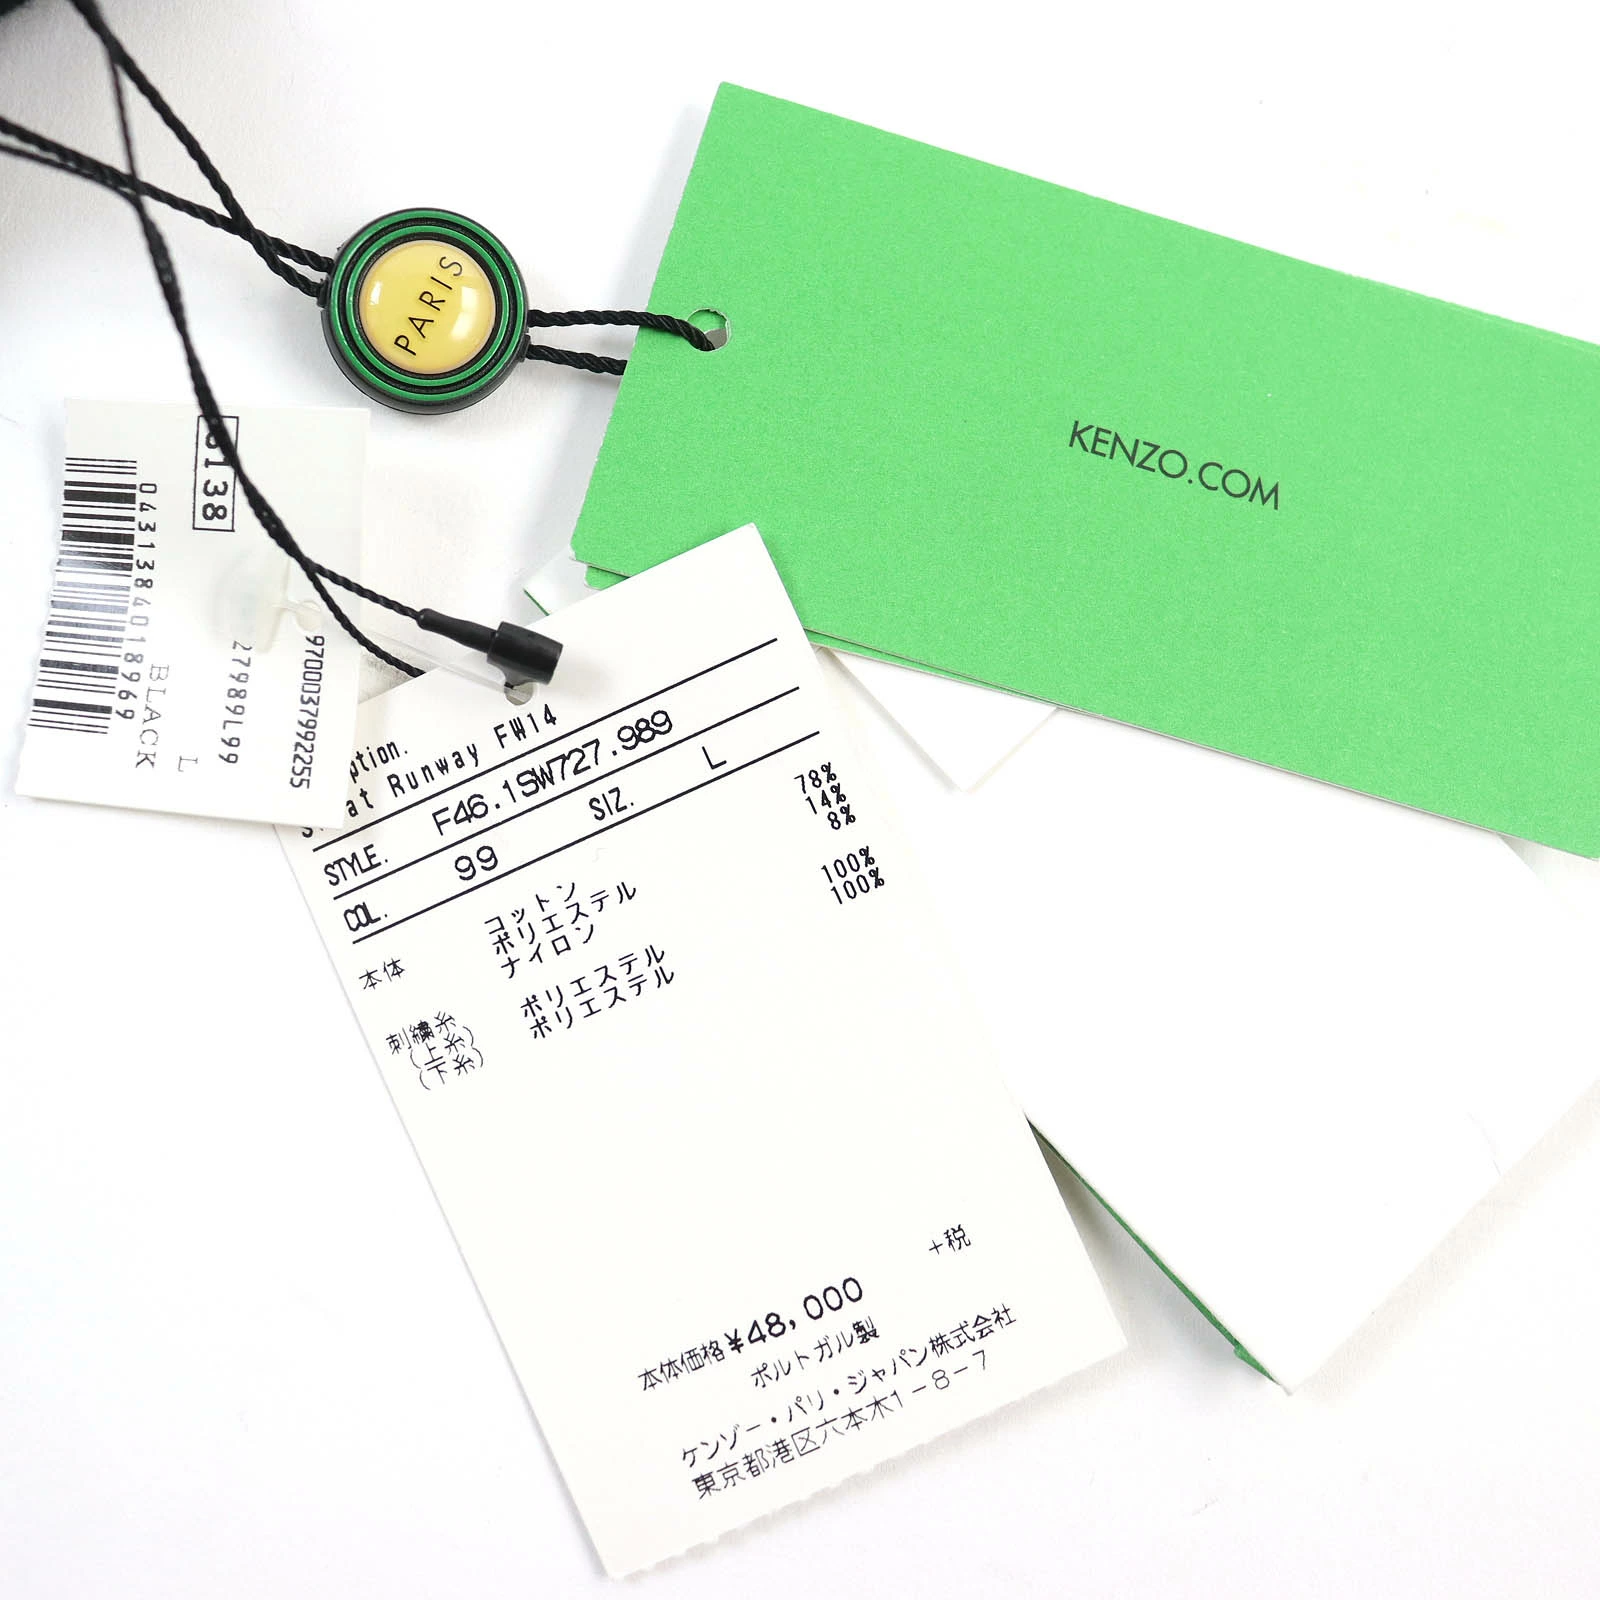 PARIS
KENZO.COM
138
0431384018969
BLACK
L
27989L99
9700037992255
Runway FW14
STYLE. F46.1SW727.989
COL. 99 SIZ. L
本体 コットン 78%
ポリエステル 14%
ナイロン 8%
刺繍糸
(上糸) ポリエステル 100%
(下糸) ポリエステル 100%
+税
本体価格¥48,000
ポルトガル製
ケンゾー・パリ・ジャパン株式会社
東京都港区六本木1-8-7